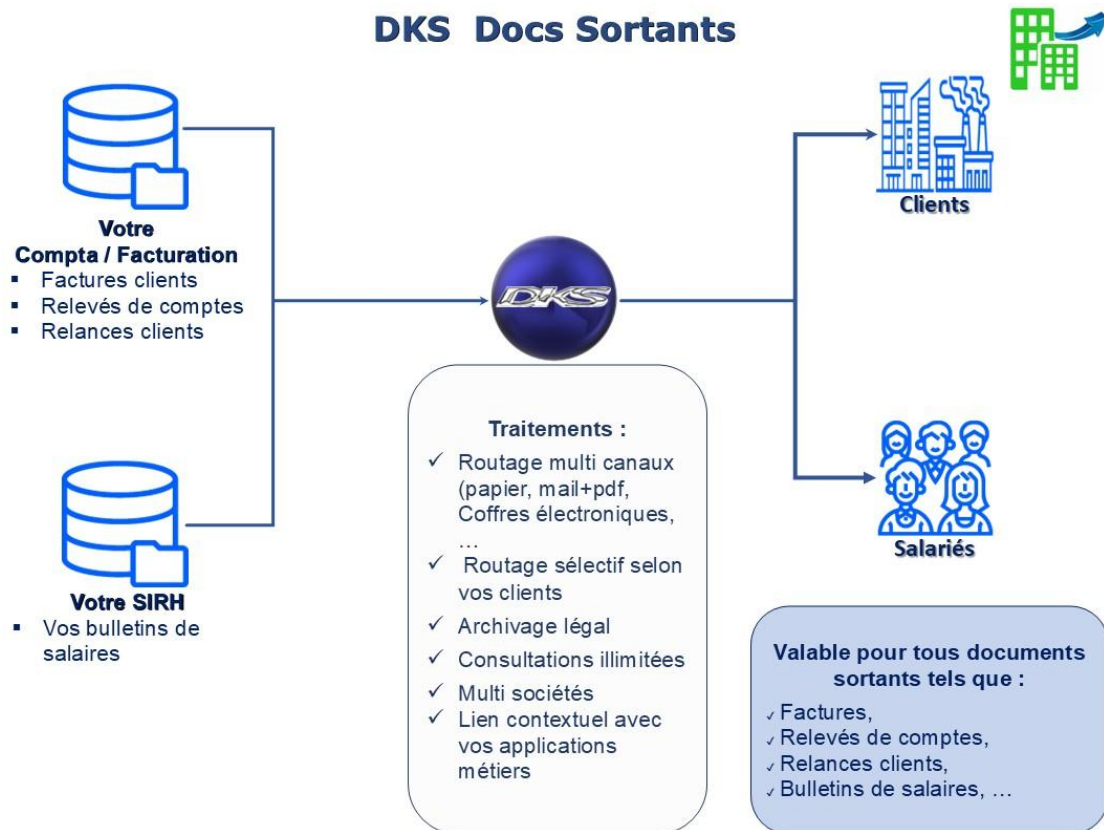 DKS Docs Sortants
Votre
Compta / Facturation
▪ Factures clients
▪ Relevés de comptes
▪ Relances clients
Votre SIRH
▪ Vos bulletins de
salaires
DKS
Traitements :
✓ Routage multi canaux
(papier, mail+pdf,
Coffres électroniques,
…
✓ Routage sélectif selon
vos clients
✓ Archivage légal
✓ Consultations illimitées
✓ Multi sociétés
✓ Lien contextuel avec
vos applications
métiers
Clients
Salariés
Valable pour tous documents
sortants tels que :
✓ Factures,
✓ Relevés de comptes,
✓ Relances clients,
✓ Bulletins de salaires, …